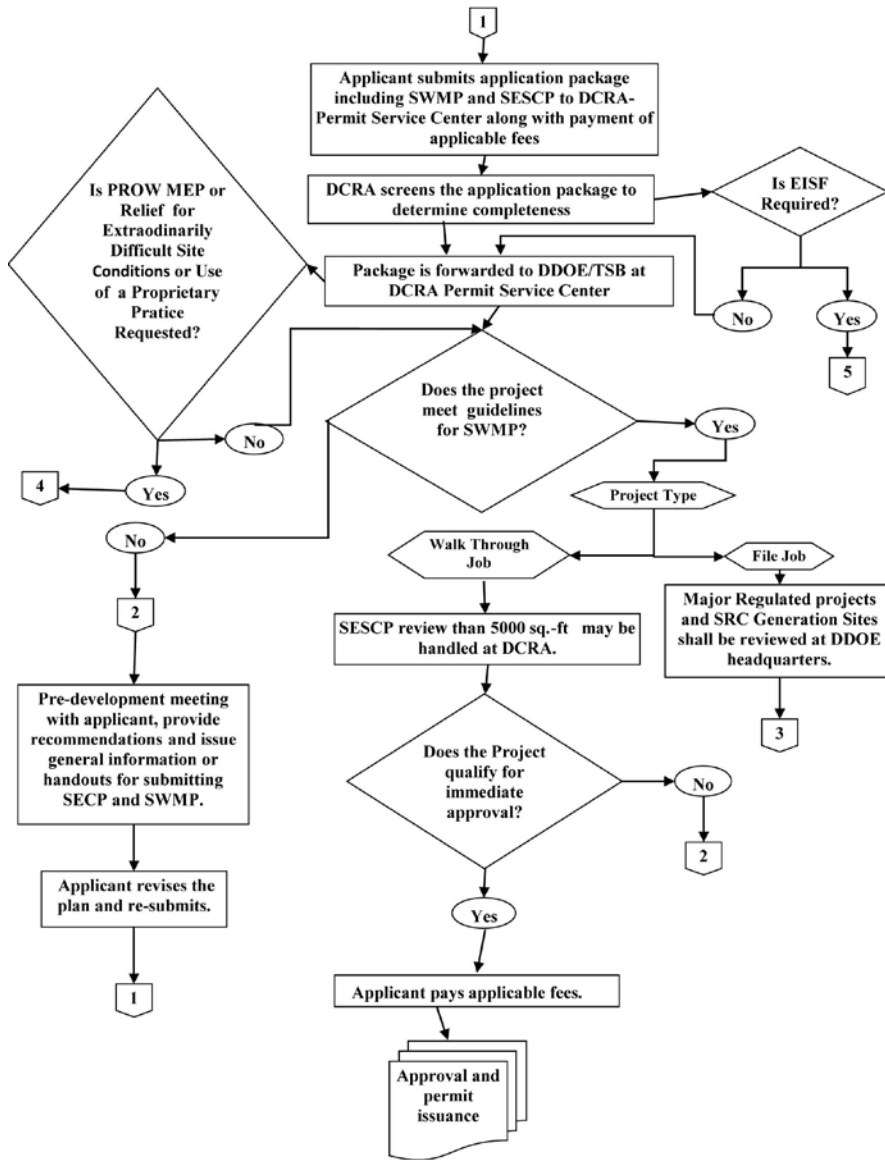 1
Applicant submits application package
including SWMP and SESCP to DCRA-
Permit Service Center along with payment of
applicable fees
Is PROW MEP or
Relief for
Extraodinarily
Difficult Site
Conditions or Use
of a Proprietary
Pratice
Requested?
DCRA screens the application package to
determine completeness
Is EISF
Required?
Package is forwarded to DDOE/TSB at
DCRA Permit Service Center
No
Yes
5
Does the project
meet guidelines
for SWMP?
No
Yes
4
Yes
Project Type
No
Walk Through
Job
File Job
2
SESCP review than 5000 sq.-ft may be
handled at DCRA.
Major Regulated projects
and SRC Generation Sites
shall be reviewed at DDOE
headquarters.
3
Pre-development meeting
with applicant, provide
recommendations and issue
general information or
handouts for submitting
SECP and SWMP.
Does the Project
qualify for
immediate
approval?
No
2
Applicant revises the
plan and re-submits.
Yes
1
Applicant pays applicable fees.
Approval and
permit
issuance